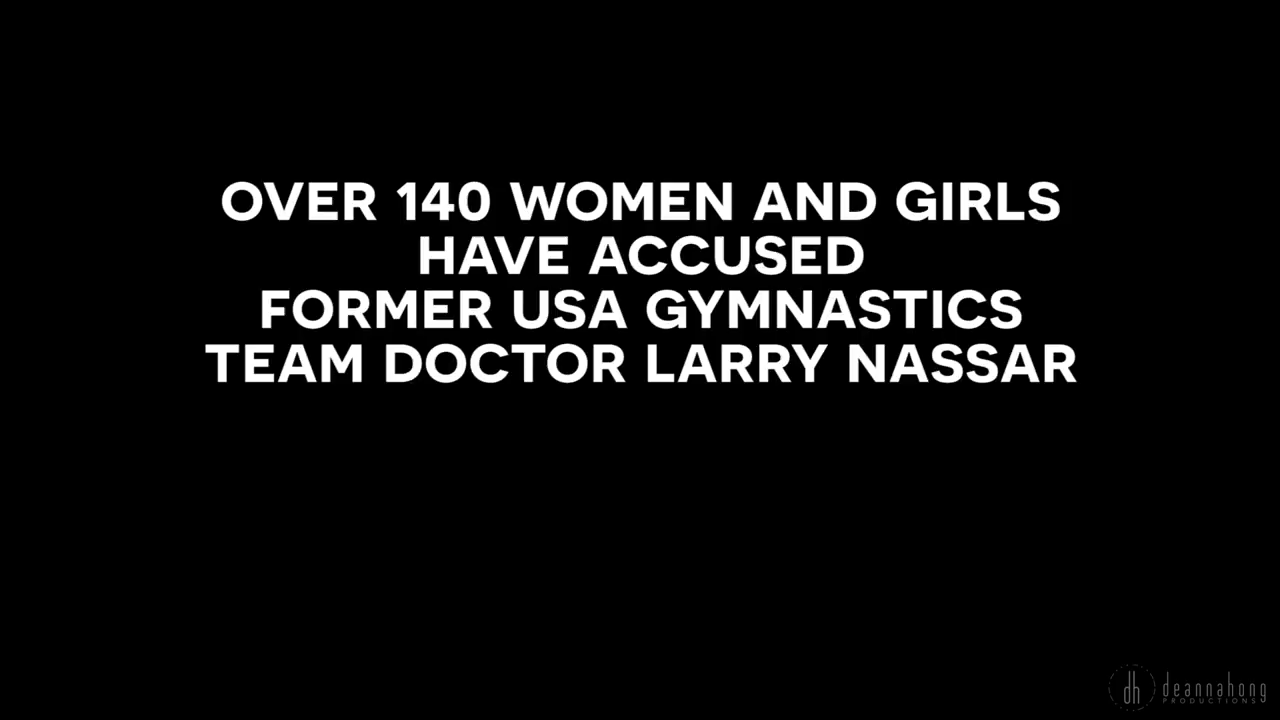 OVER 140 WOMEN AND GIRLS
HAVE ACCUSED
FORMER USA GYMNASTICS
TEAM DOCTOR LARRY NASSAR
dh
deannahong
PRODUCTIONS